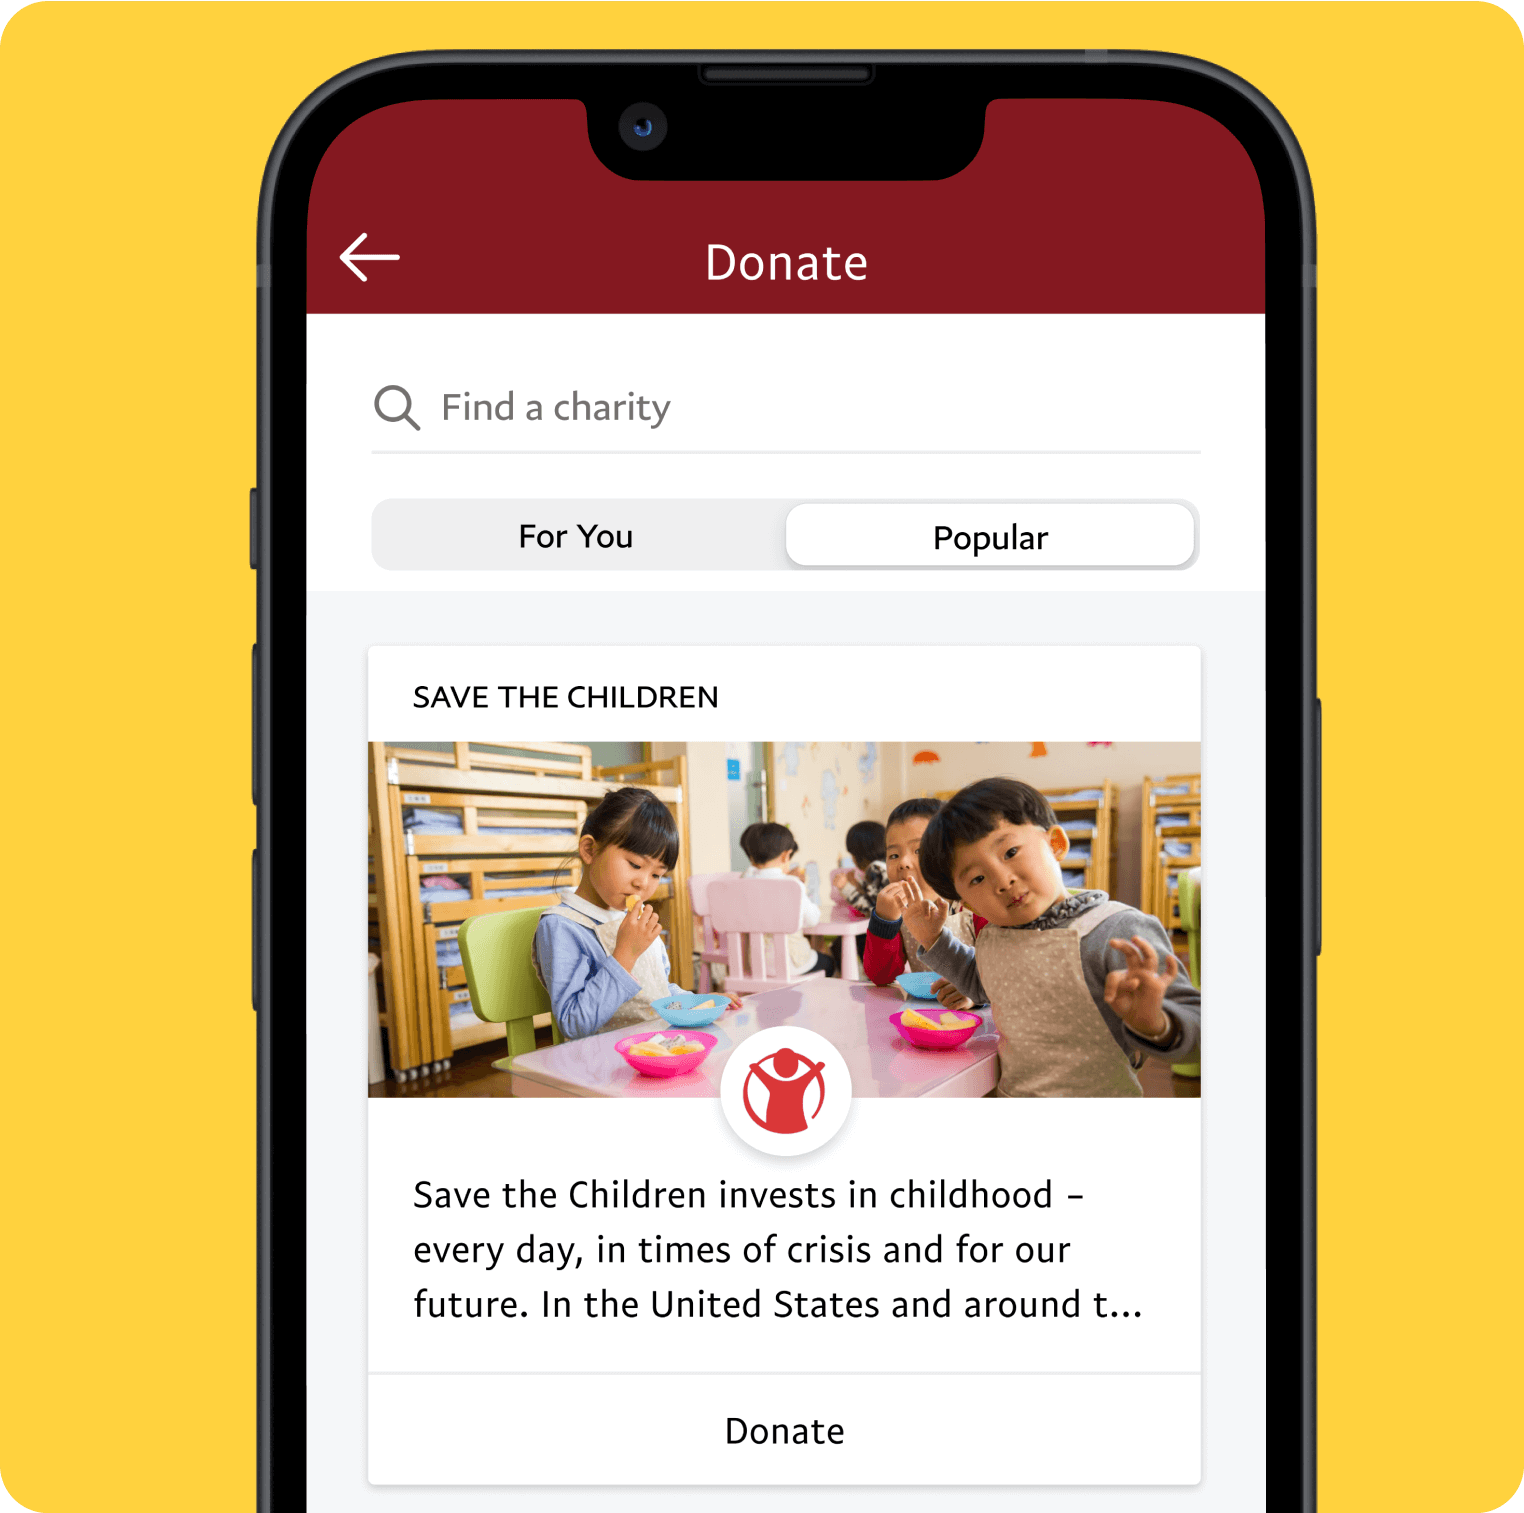 Donate
Find a charity
For You
Popular
SAVE THE CHILDREN
Save the Children invests in childhood –
every day, in times of crisis and for our
future. In the United States and around t...
Donate